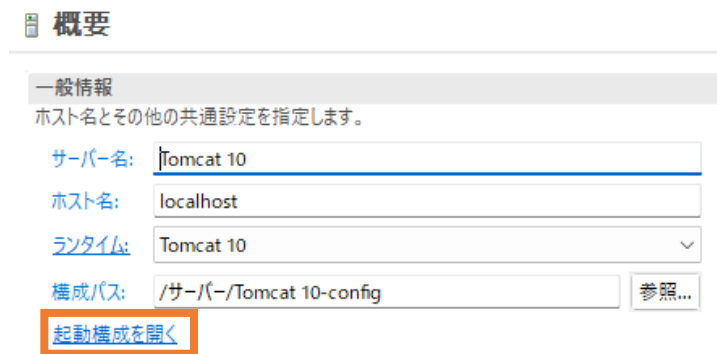 概要
一般情報
ホスト名とその他の共通設定を指定します。
サーバー名: Tomcat 10
ホスト名: localhost
ランタイム: Tomcat 10
構成パス: /サーバー/Tomcat 10-config 参照...
起動構成を開く